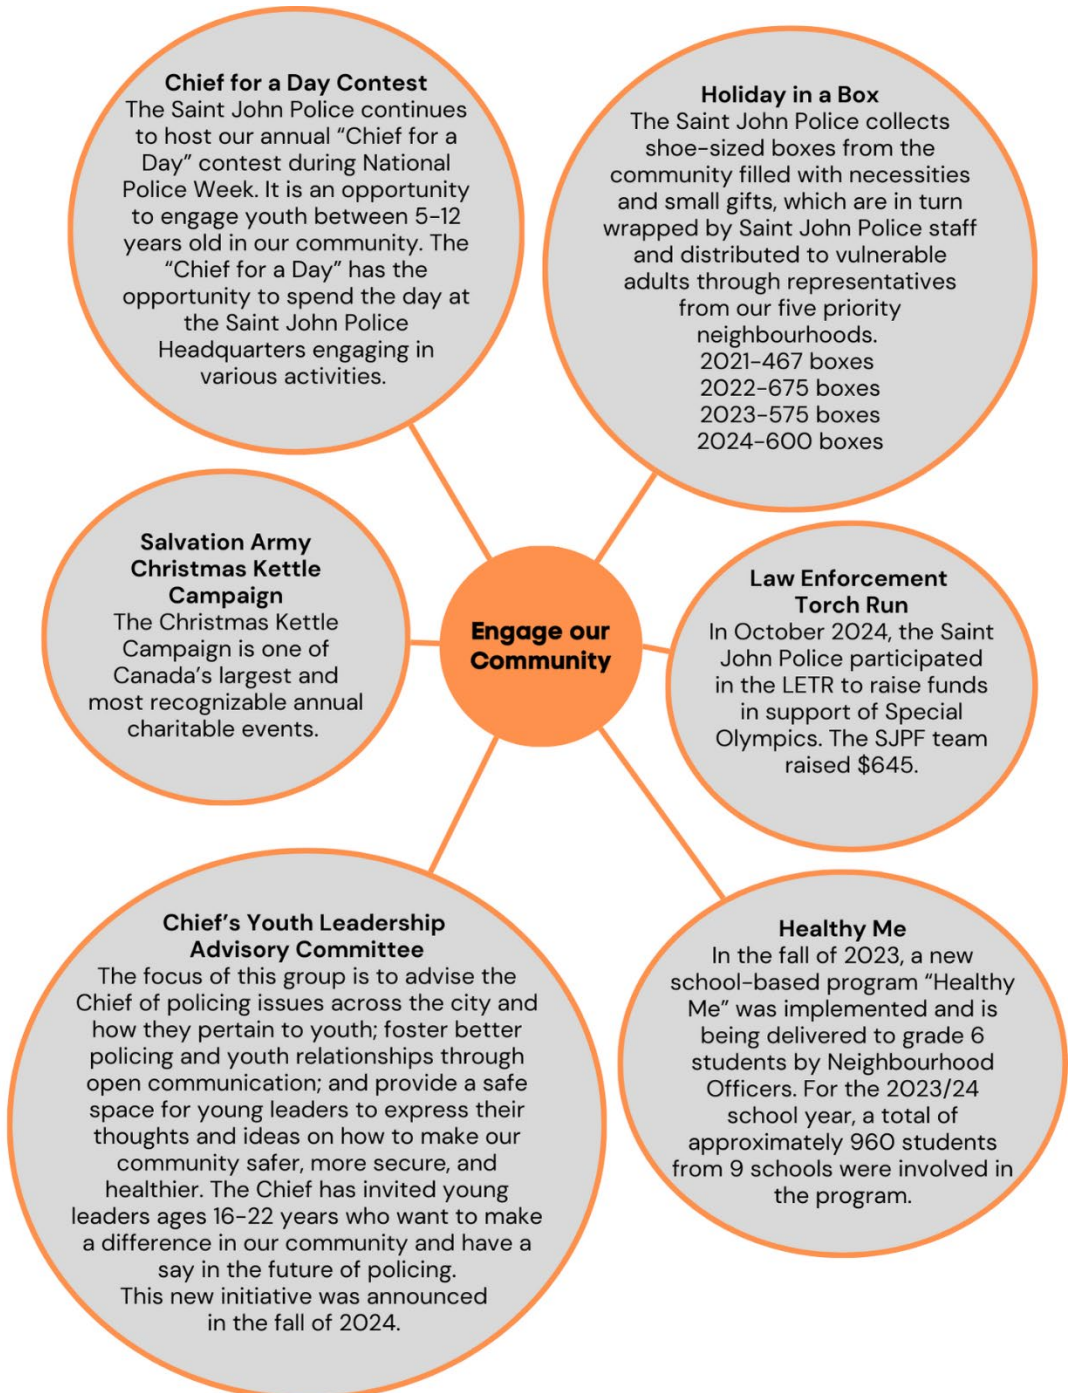 Chief for a Day Contest
The Saint John Police continues
to host our annual “Chief for a
Day” contest during National
Police Week. It is an opportunity
to engage youth between 5-12
years old in our community. The
“Chief for a Day” has the
opportunity to spend the day at
the Saint John Police
Headquarters engaging in
various activities.
Holiday in a Box
The Saint John Police collects
shoe-sized boxes from the
community filled with necessities
and small gifts, which are in turn
wrapped by Saint John Police staff
and distributed to vulnerable
adults through representatives
from our five priority
neighbourhoods.
2021-467 boxes
2022-675 boxes
2023-575 boxes
2024-600 boxes
Salvation Army
Christmas Kettle
Campaign
The Christmas Kettle
Campaign is one of
Canada’s largest and
most recognizable annual
charitable events.
Engage our
Community
Law Enforcement
Torch Run
In October 2024, the Saint
John Police participated
in the LETR to raise funds
in support of Special
Olympics. The SJPF team
raised $645.
Chief’s Youth Leadership
Advisory Committee
The focus of this group is to advise the
Chief of policing issues across the city and
how they pertain to youth; foster better
policing and youth relationships through
open communication; and provide a safe
space for young leaders to express their
thoughts and ideas on how to make our
community safer, more secure, and
healthier. The Chief has invited young
leaders ages 16-22 years who want to make
a difference in our community and have a
say in the future of policing.
This new initiative was announced
in the fall of 2024.
Healthy Me
In the fall of 2023, a new
school-based program “Healthy
Me” was implemented and is
being delivered to grade 6
students by Neighbourhood
Officers. For the 2023/24
school year, a total of
approximately 960 students
from 9 schools were involved in
the program.